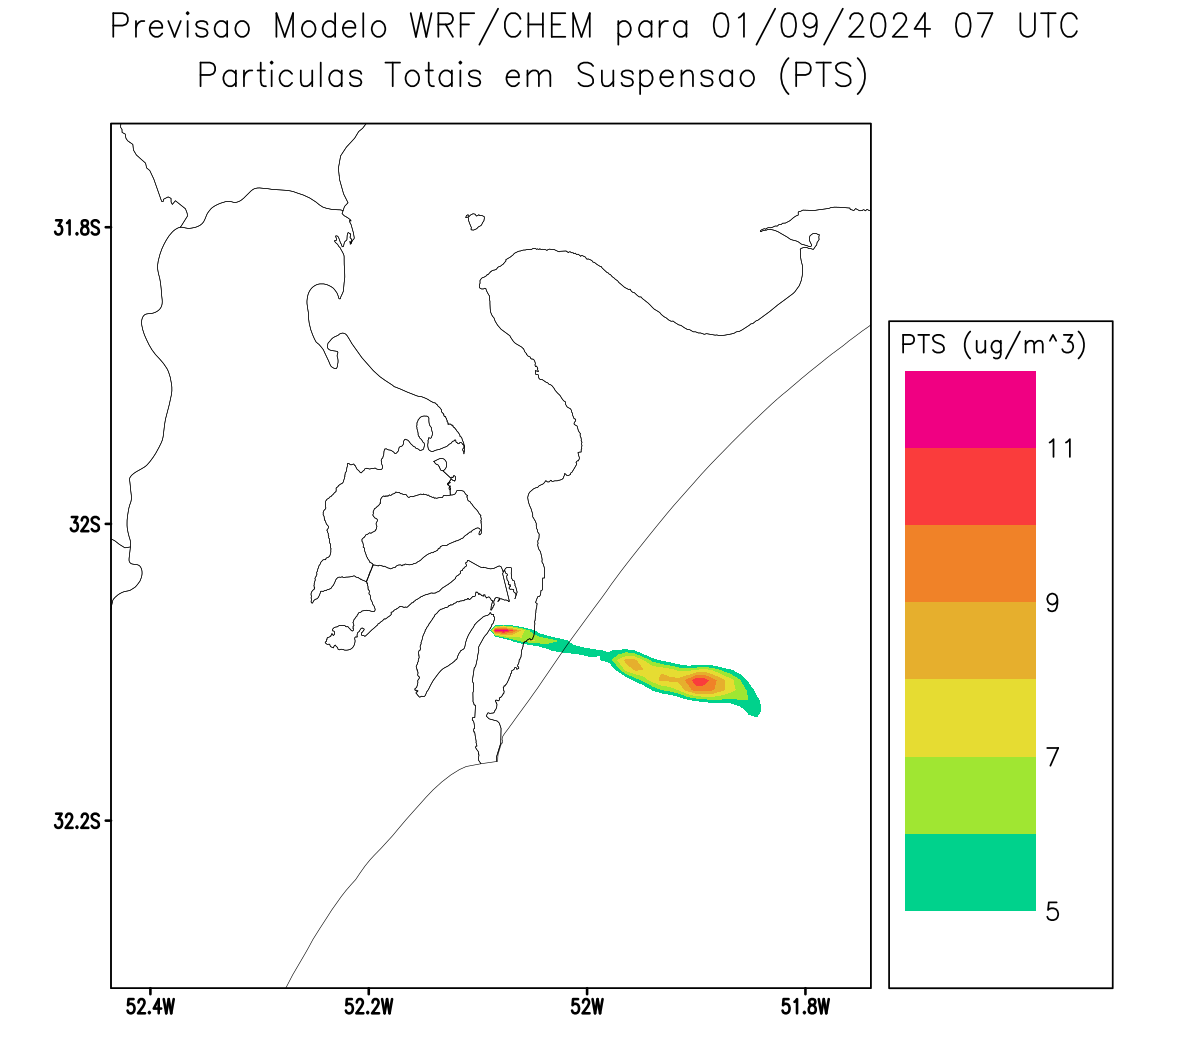 Previsao Modelo WRF/CHEM para 01/09/2024 07 UTC
Particulas Totais em Suspensao (PTS)
31.8S
32S
32.2S
52.4W
52.2W
52W
51.8W
PTS (ug/m^3)
11
9
7
5